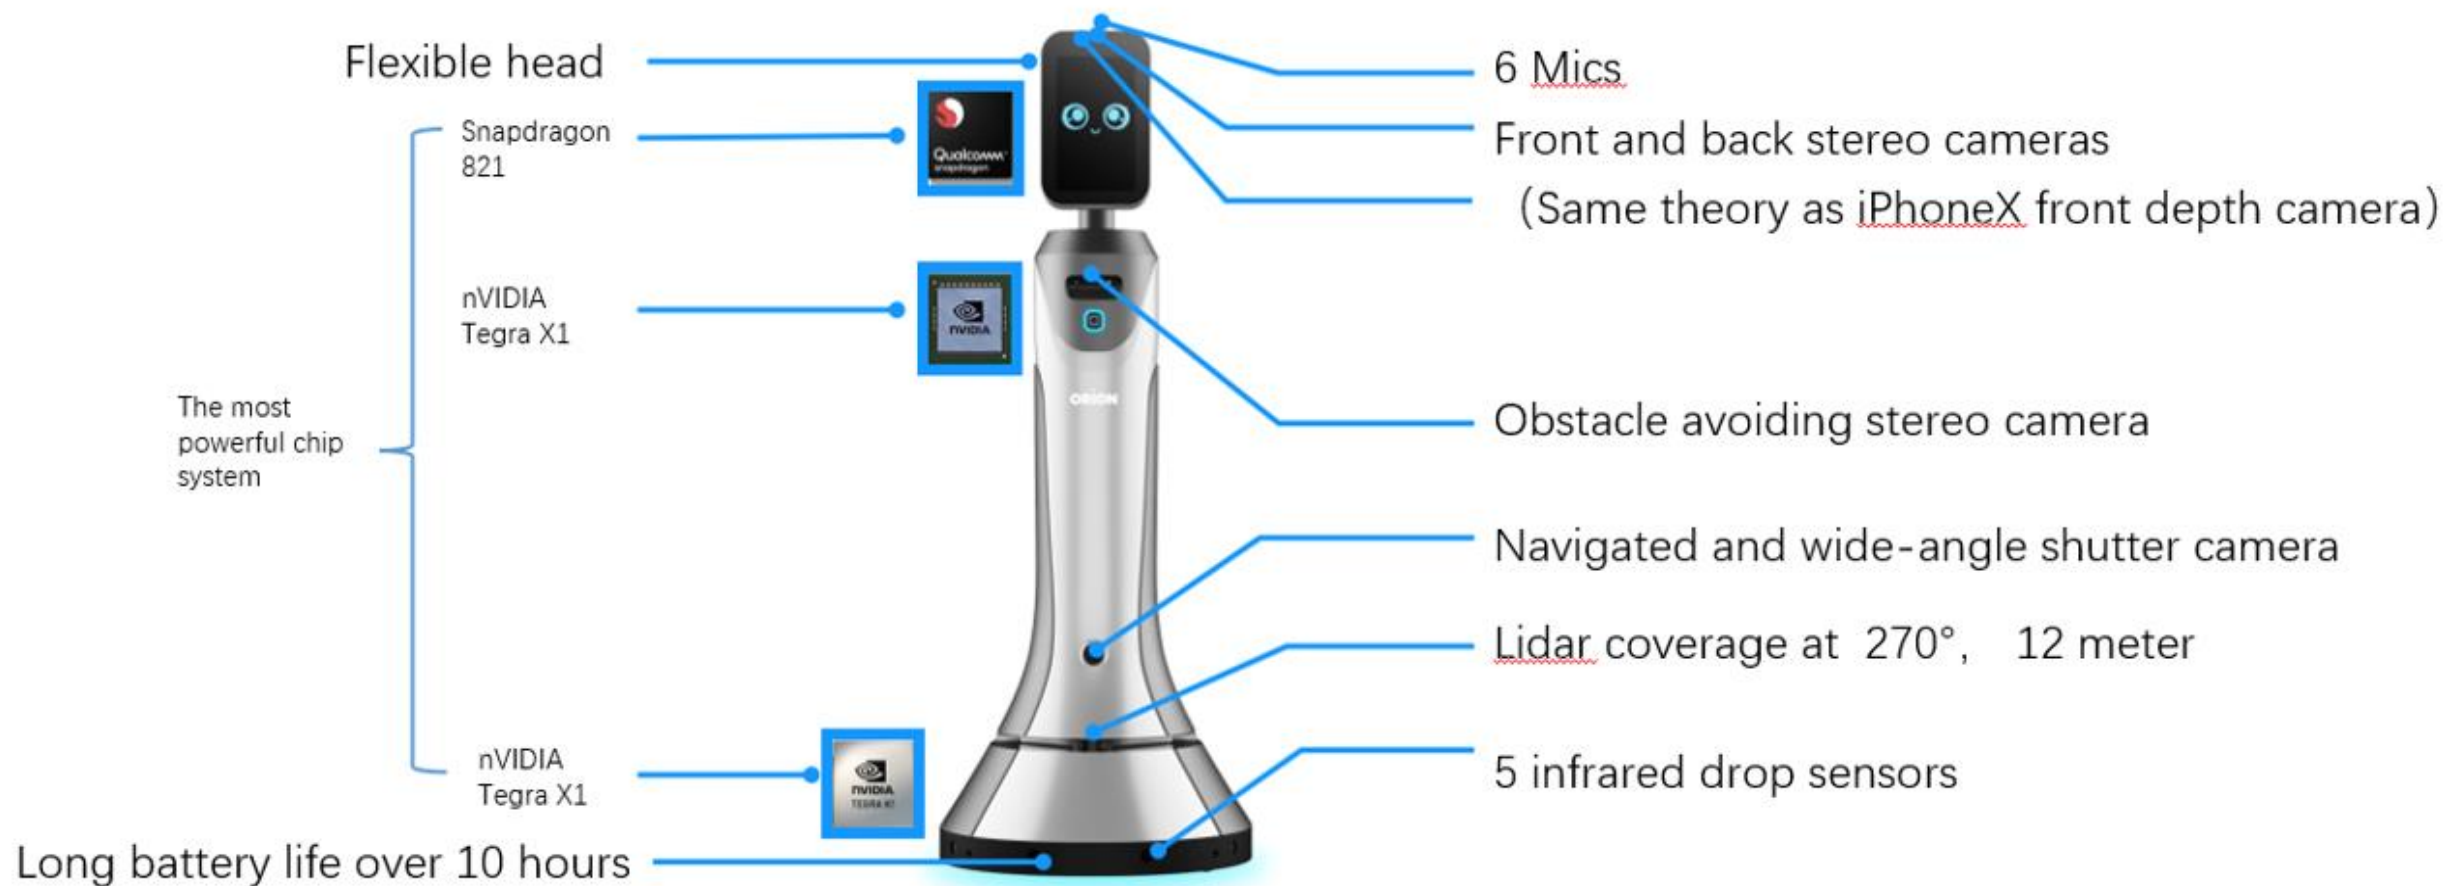 Flexible head
6 Mics
Snapdragon
821
Qualcomm
snapdragon
Front and back stereo cameras
（Same theory as iPhoneX front depth camera）
nVIDIA
Tegra X1
nVIDIA
The most
powerful chip
system
ORION
Obstacle avoiding stereo camera
Navigated and wide-angle shutter camera
Lidar coverage at 270°, 12 meter
nVIDIA
Tegra X1
nVIDIA
TEGRA K1
5 infrared drop sensors
Long battery life over 10 hours